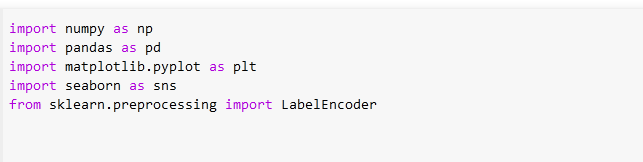 import numpy as np
import pandas as pd
import matplotlib.pyplot as plt
import seaborn as sns
from sklearn.preprocessing import LabelEncoder